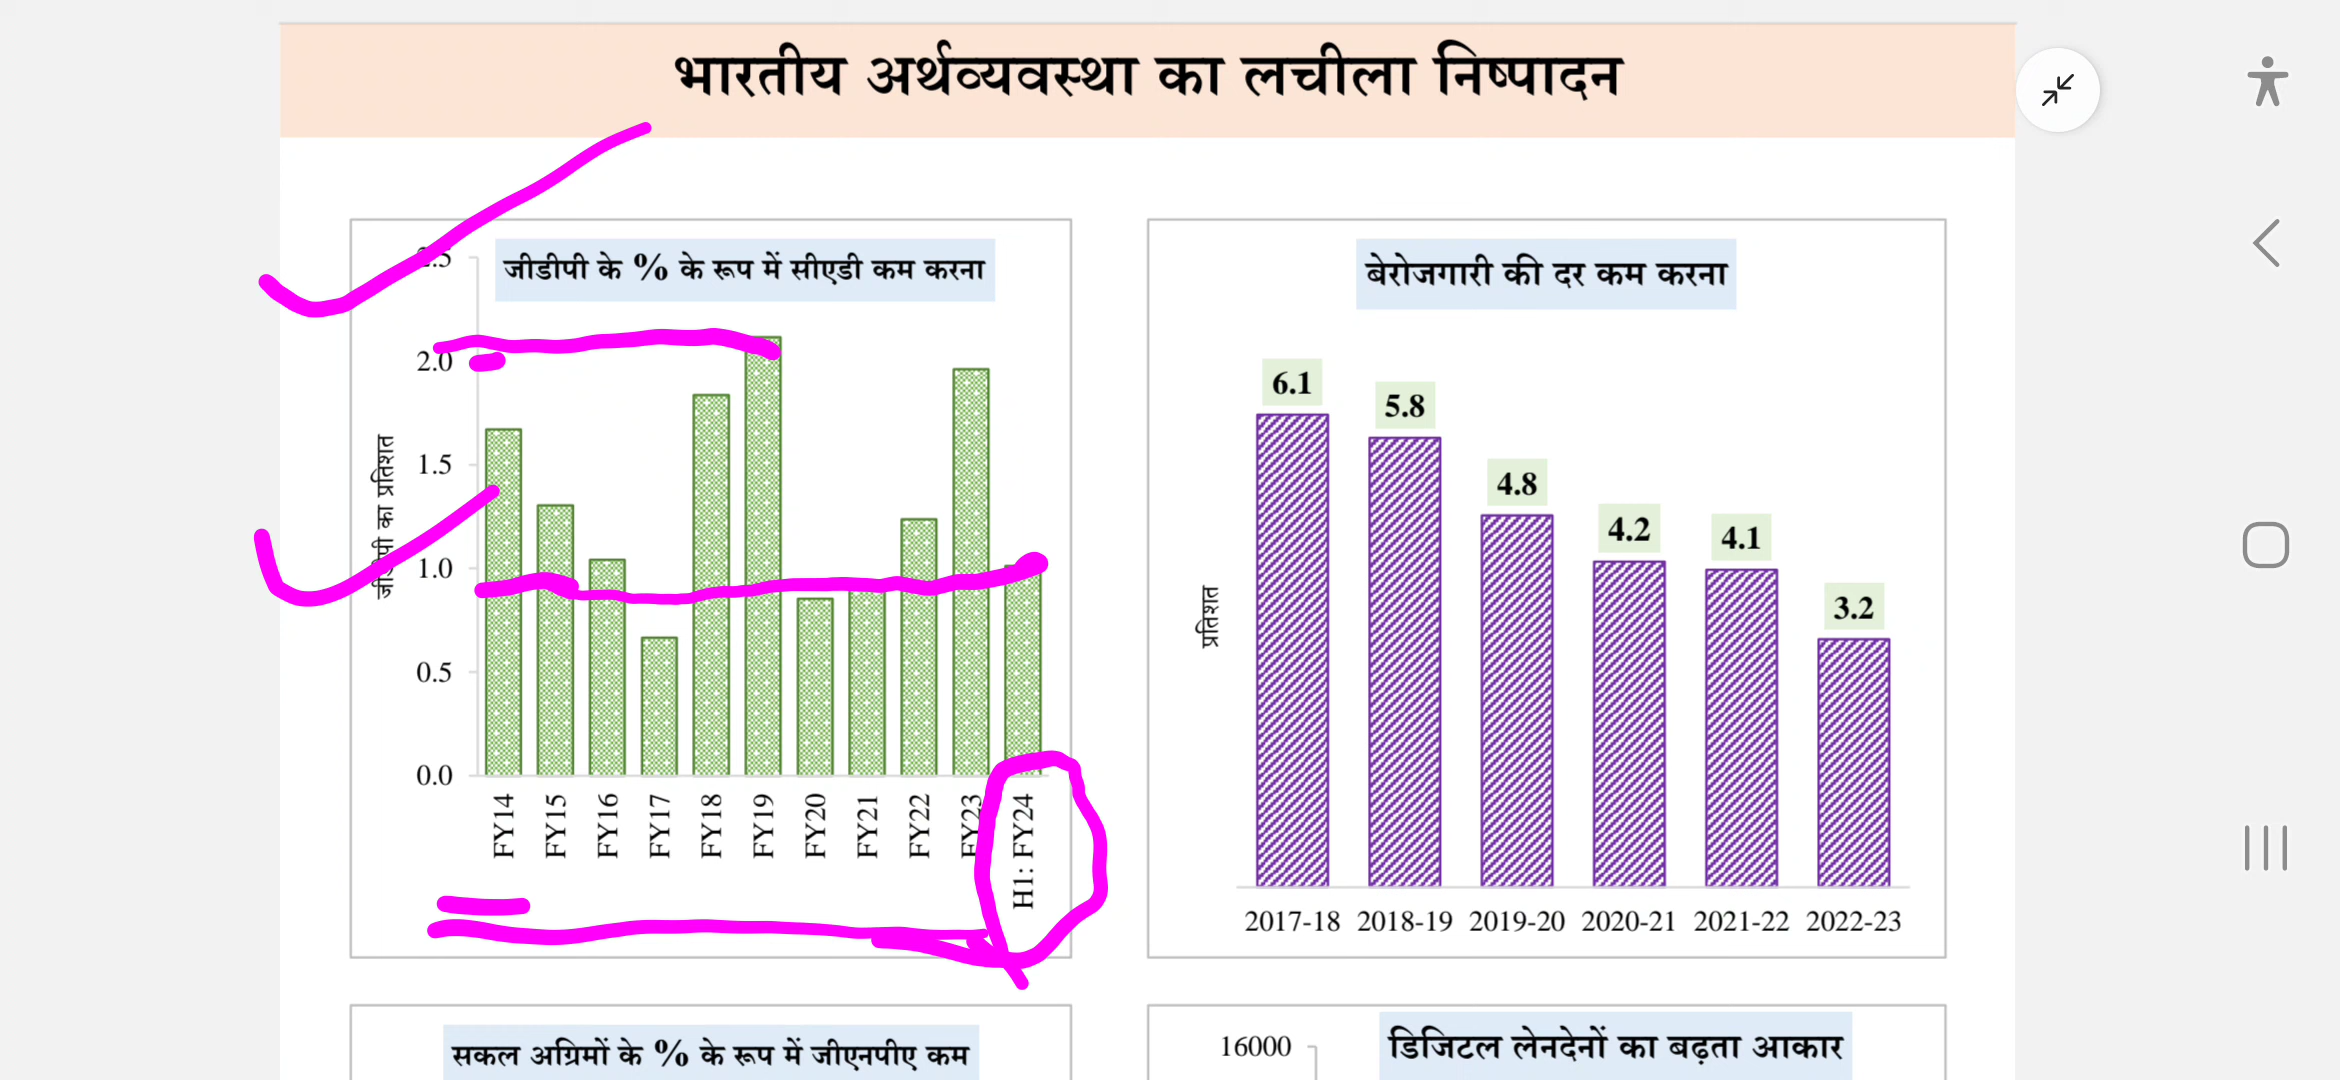 भारतीय अर्थव्यवस्था का लचीला निष्पादन
जीडीपी के % के रूप में सीएडी कम करना
2.5
2.0
1.5
1.0
0.5
0.0
जीडीपी का प्रतिशत
FY14
FY15
FY16
FY17
FY18
FY19
FY20
FY21
FY22
FY23
H1: FY24
बेरोजगारी की दर कम करना
6.1
5.8
4.8
4.2
4.1
3.2
प्रतिशत
2017-18 2018-19 2019-20 2020-21 2021-22 2022-23
सकल अग्रिमों के % के रूप में जीएनपीए कम
डिजिटल लेनदेनों का बढ़ता आकार
16000